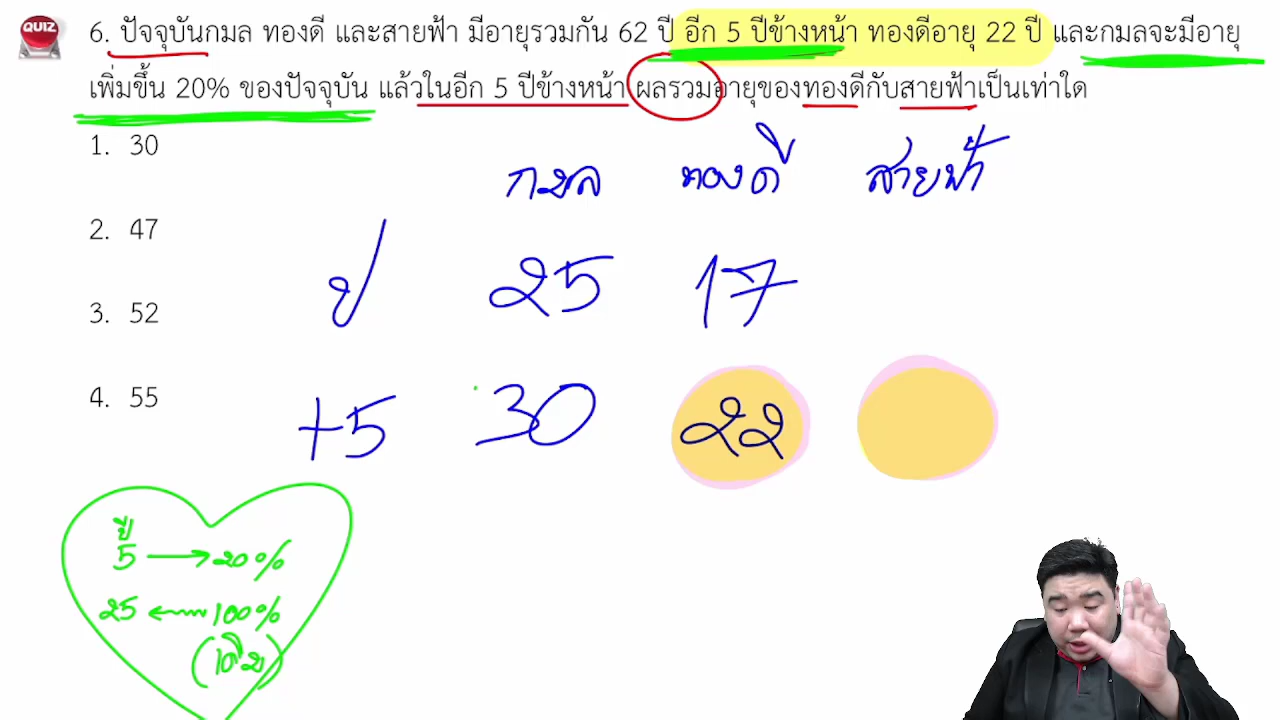 QUIZ
6. ปัจจุบันกมล ทองดี และสายฟ้า มีอายุรวมกัน 62 ปี อีก 5 ปีข้างหน้า ทองดีอายุ 22 ปี และกมลจะมีอายุ
เพิ่มขึ้น 20% ของปัจจุบัน แล้วในอีก 5 ปีข้างหน้า ผลรวมอายุของทองดีกับสายฟ้าเป็นเท่าใด
1. 30
2. 47
3. 52
4. 55
กมล ทองดี สายฟ้า
ป 25 17
+5 30 22
ปี
5 → 20%
25 ← 100%
(เดิม)